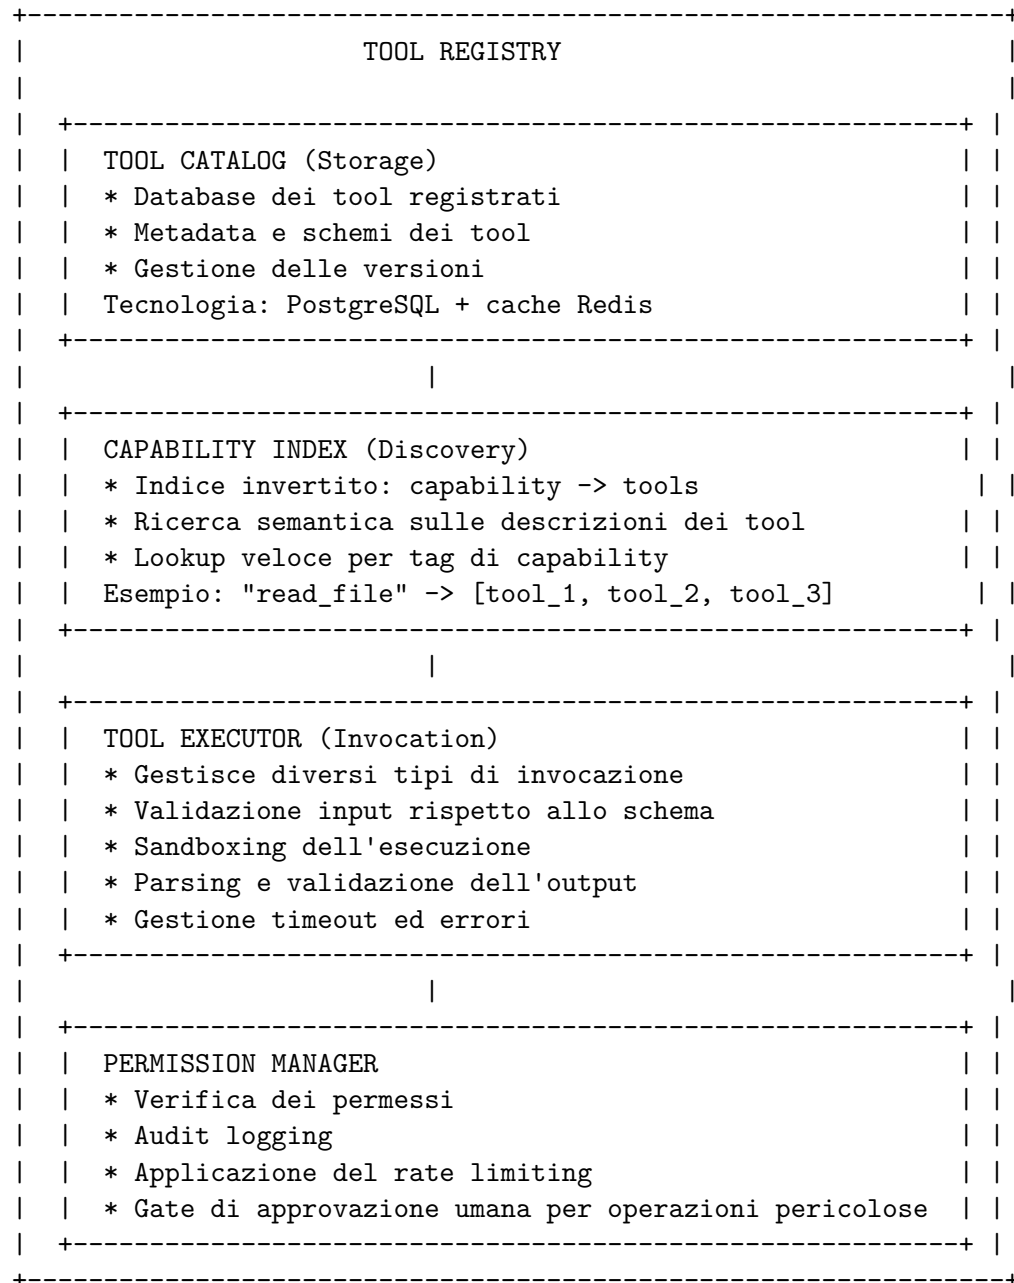 TOOL REGISTRY
TOOL CATALOG (Storage)
* Database dei tool registrati
* Metadata e schemi dei tool
* Gestione delle versioni
Tecnologia: PostgreSQL + cache Redis
CAPABILITY INDEX (Discovery)
* Indice invertito: capability -> tools
* Ricerca semantica sulle descrizioni dei tool
* Lookup veloce per tag di capability
Esempio: "read_file" -> [tool_1, tool_2, tool_3]
TOOL EXECUTOR (Invocation)
* Gestisce diversi tipi di invocazione
* Validazione input rispetto allo schema
* Sandboxing dell'esecuzione
* Parsing e validazione dell'output
* Gestione timeout ed errori
PERMISSION MANAGER
* Verifica dei permessi
* Audit logging
* Applicazione del rate limiting
* Gate di approvazione umana per operazioni pericolose